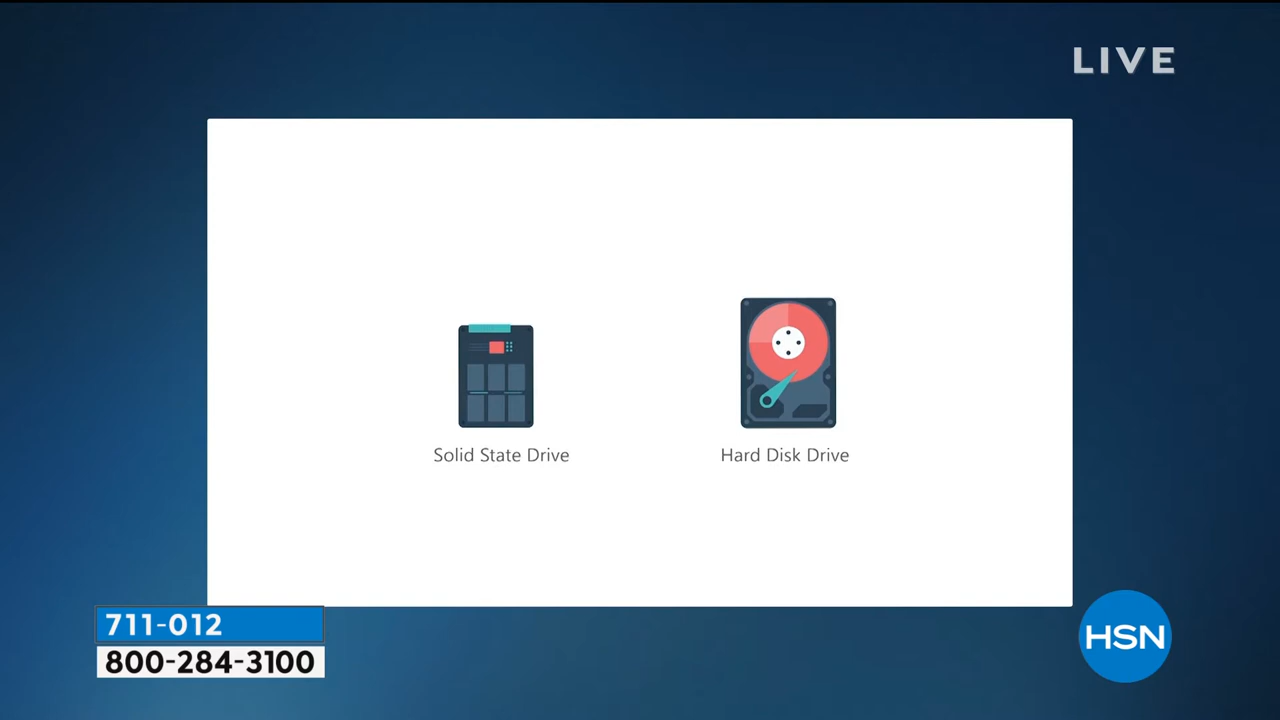 LIVE
Solid State Drive
Hard Disk Drive
711-012
800-284-3100
HSN